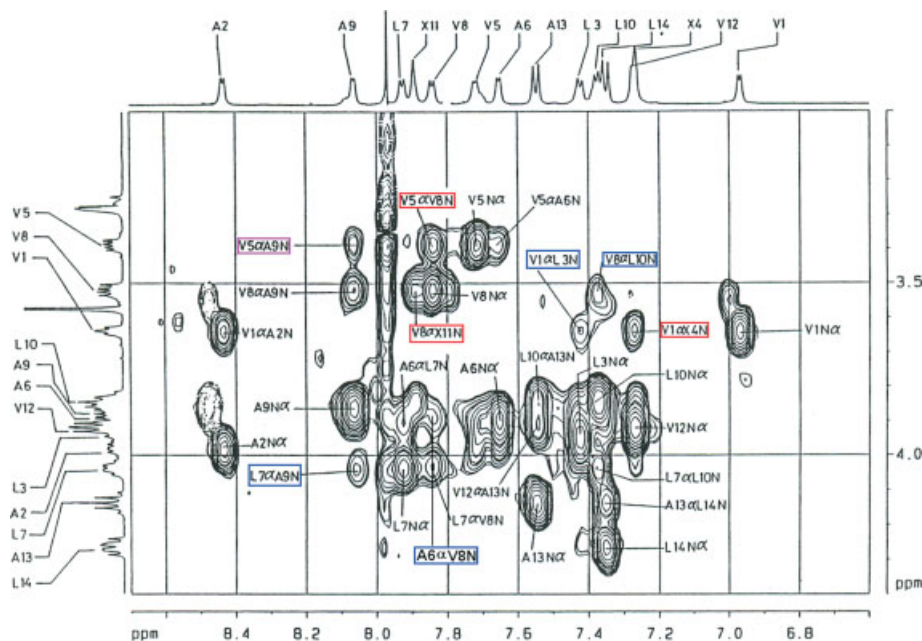 A2 A9 L7 X11 V8 V5 A6 A13 L3 L10 L14 X4 V12 V1
V5
V8
V1
L10
A9
A6
V12
L3
A2
L7
A13
L14
V5αV8N V5Nα
V5αA9N V5αA6N
V1αL3N V8αL10N
V8αA9N V8Nα
3.5
V1αA2N V8αX11N V1αX4N V1Nα
A6αL7N A6Nα L10αA13N L3Nα
L10Nα
A9Nα
V12Nα
A2Nα
4.0
L7αA9N V12αA13N L7αL10N
L7Nα L7αV8N A13αL14N
A6αV8N A13Nα L14Nα
ppm
ppm 8.4 8.2 8.0 7.8 7.6 7.4 7.2 7.0 6.8